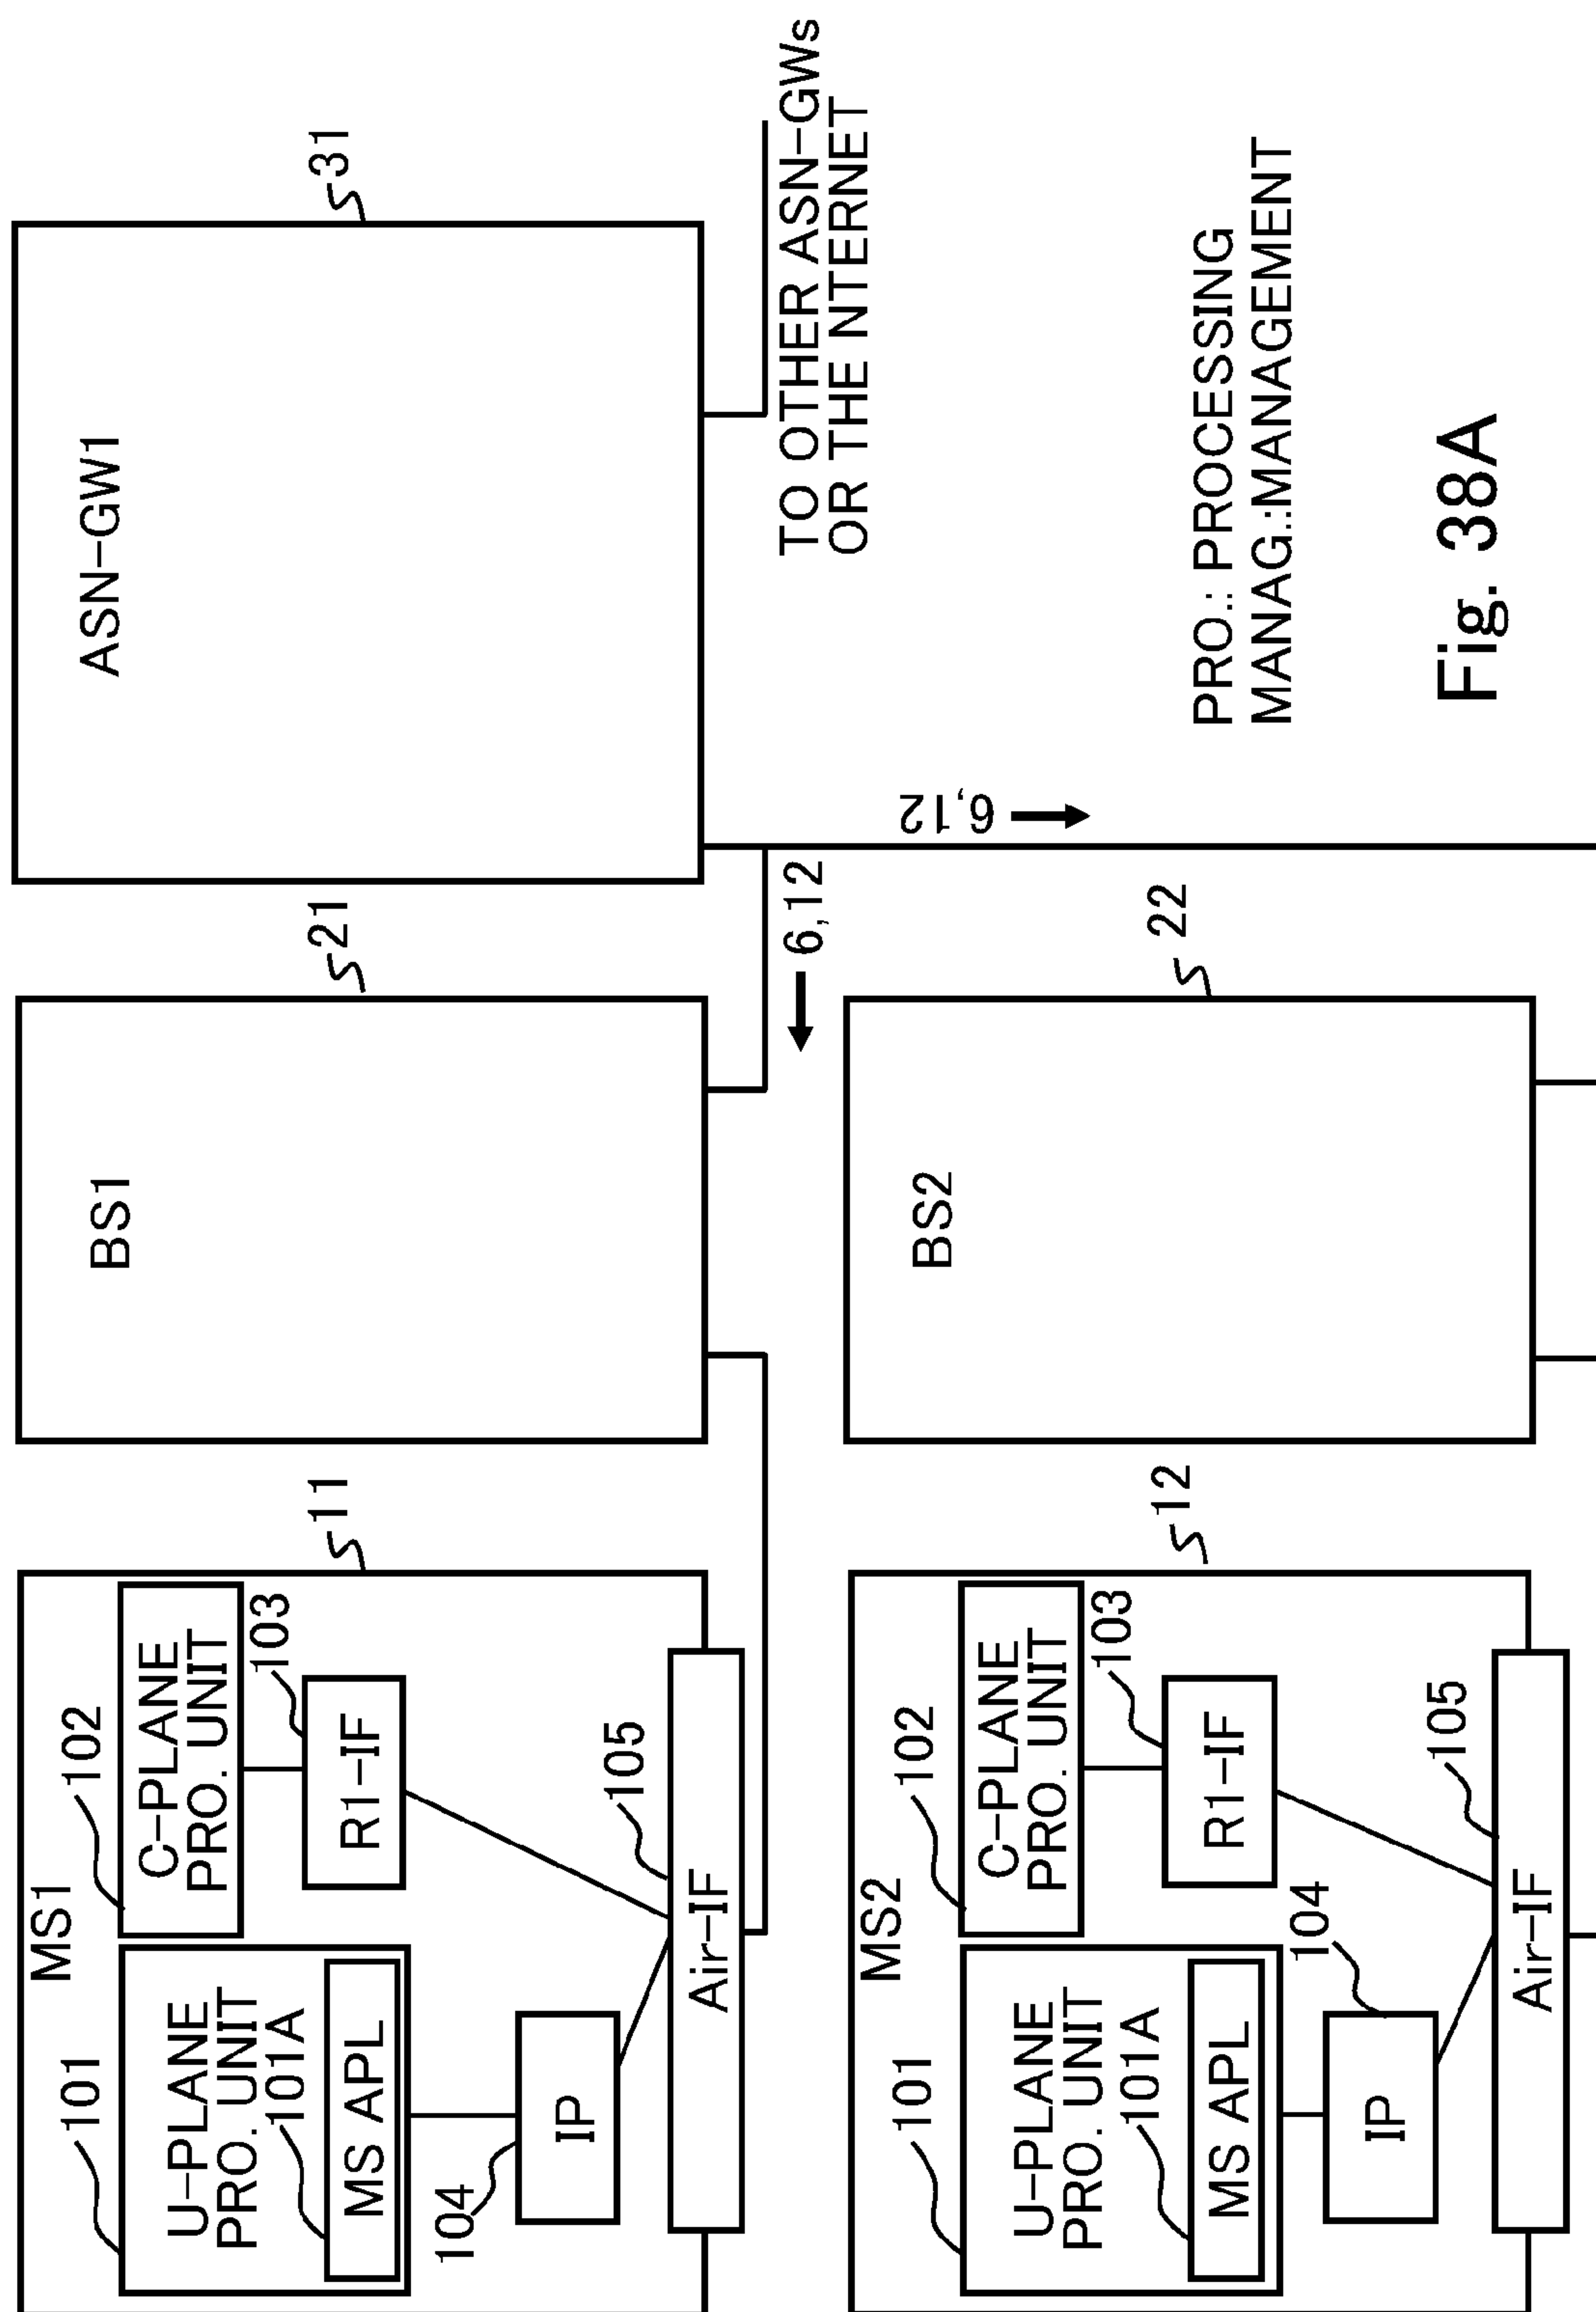 MS1
101
102
U-PLANE
PRO. UNIT
101A
MS APL
C-PLANE
PRO. UNIT
103
R1-IF
104
IP
105
Air-IF
11
BS1
21
ASN-GW1
31
6,12
6,12
TO OTHER ASN-GWs
OR THE NTERNET
MS2
101
102
U-PLANE
PRO. UNIT
101A
MS APL
C-PLANE
PRO. UNIT
103
R1-IF
104
IP
105
Air-IF
12
BS2
22
PRO.: PROCESSING
MANAG.:MANAGEMENT
Fig. 38A